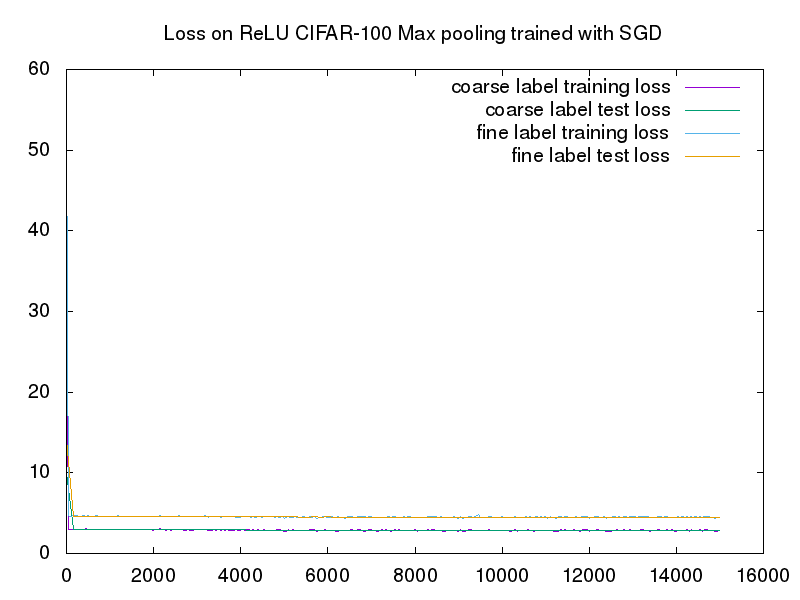 Loss on ReLU CIFAR-100 Max pooling trained with SGD
60
50
40
30
20
10
0
coarse label training loss
coarse label test loss
fine label training loss
fine label test loss
0 2000 4000 6000 8000 10000 12000 14000 16000